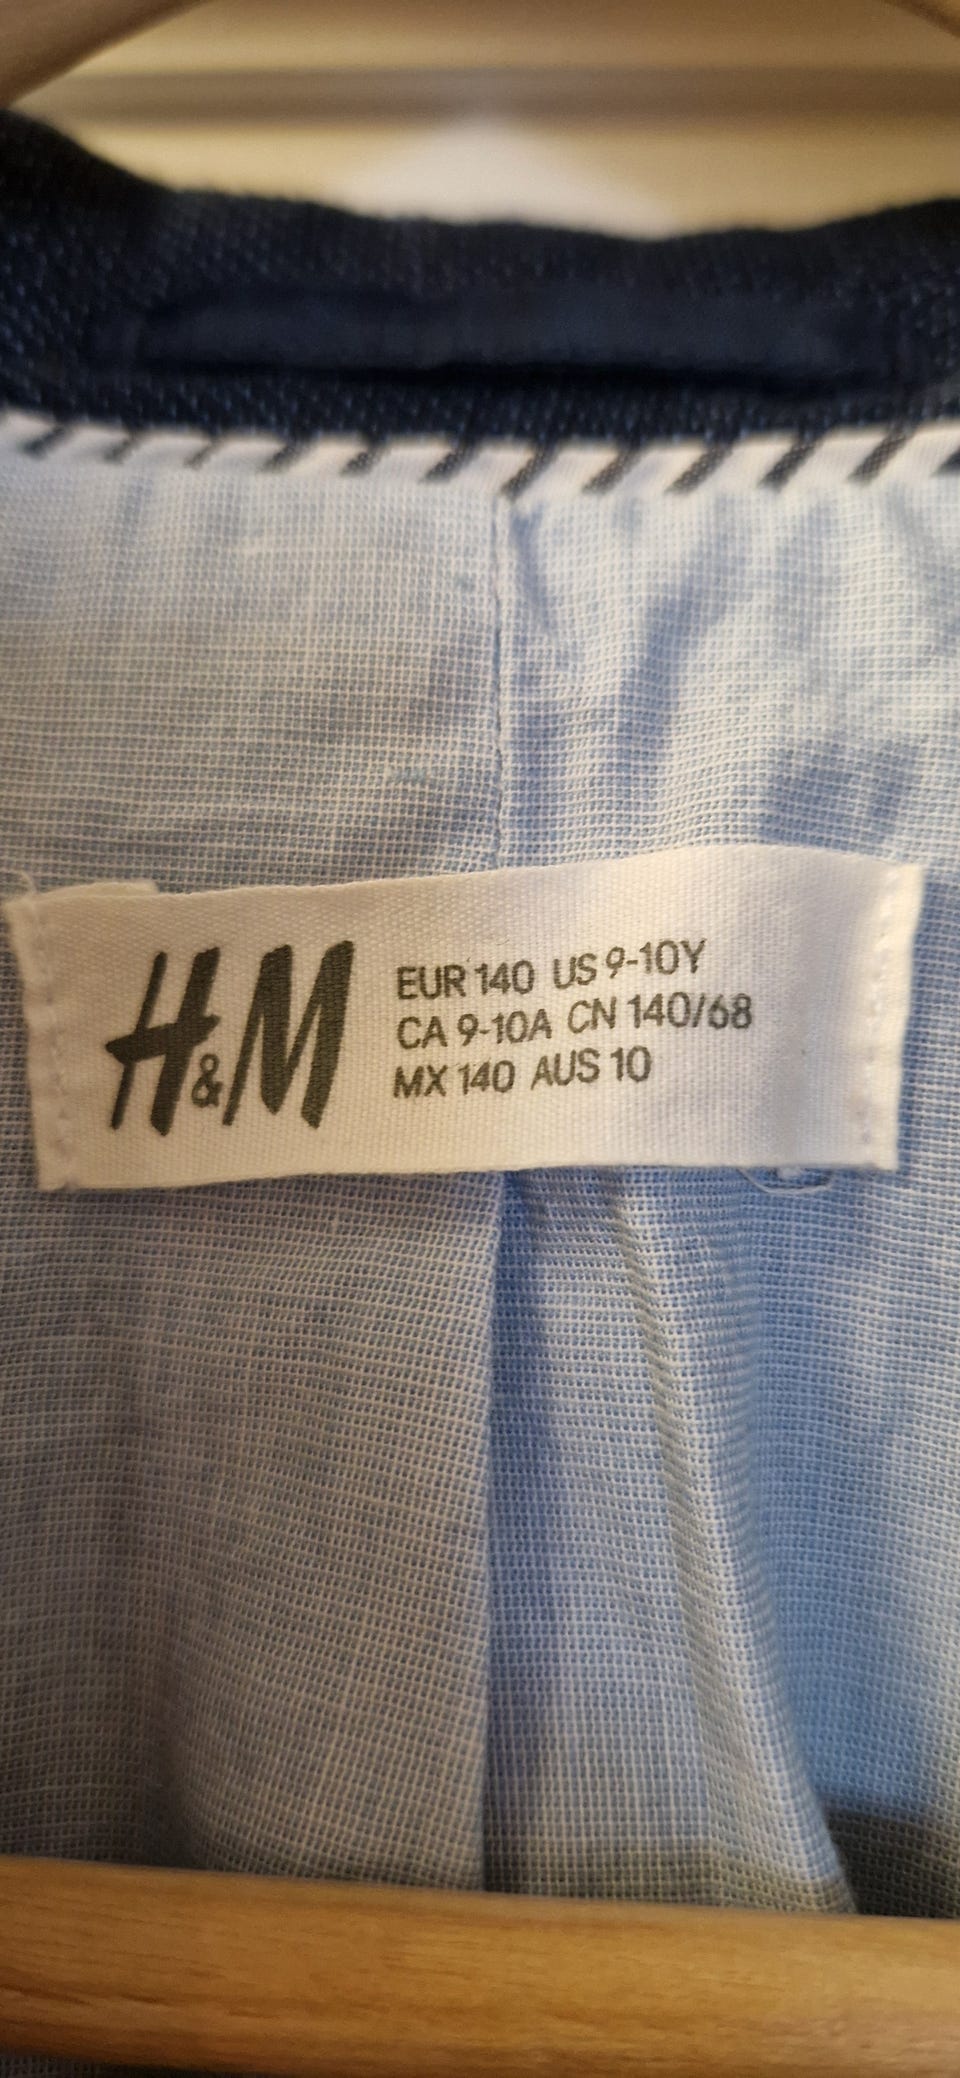 H&M
EUR 140 US 9-10Y
CA 9-10A CN 140/68
MX 140 AUS 10